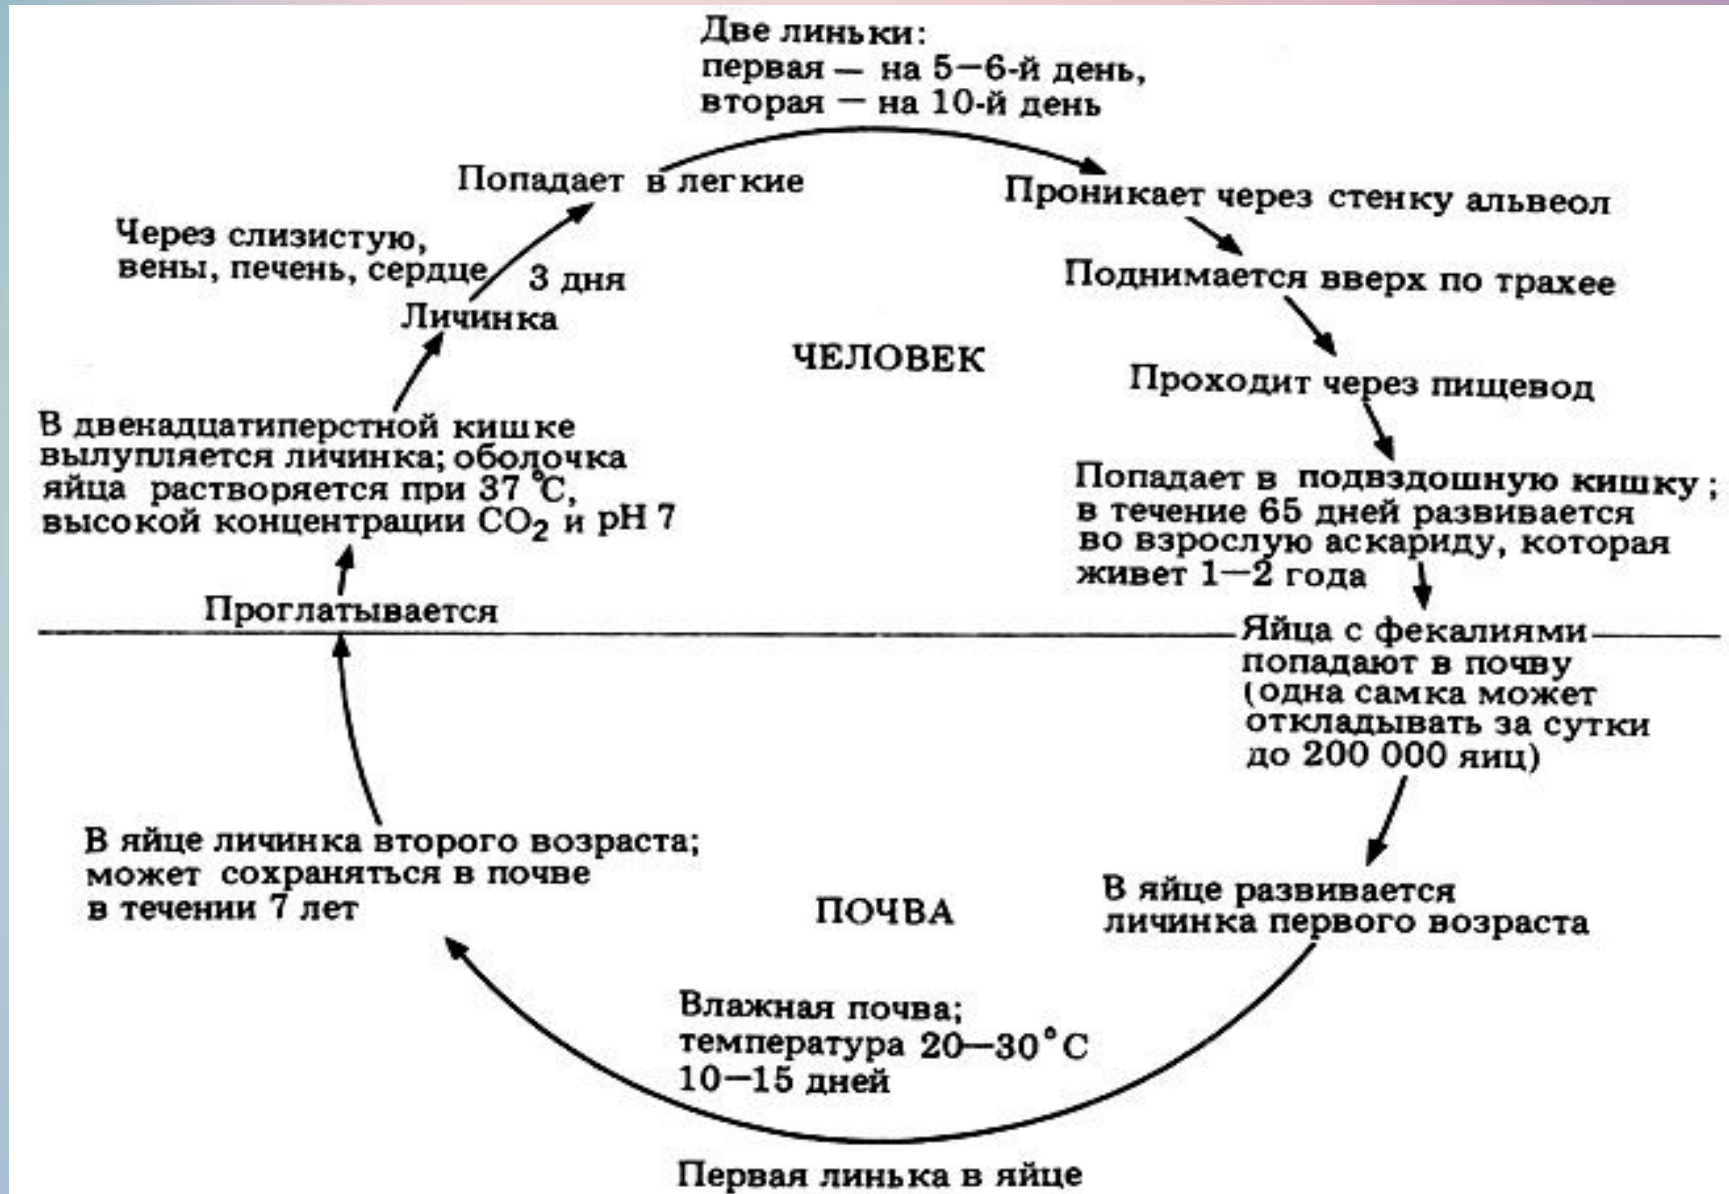 Две линьки:
первая — на 5—6-й день,
вторая — на 10-й день
Попадает в легкие
Проникает через стенку альвеол
Через слизистую,
вены, печень, сердце
3 дня
Поднимается вверх по трахее
Личинка
ЧЕЛОВЕК
Проходит через пищевод
В двенадцатиперстной кишке
вылупляется личинка; оболочка
яйца растворяется при 37 °С,
высокой концентрации CO₂ и pH 7
Попадает в подвздошную кишку;
в течение 65 дней развивается
во взрослую аскариду, которая
живет 1—2 года
Проглатывается
Яйца с фекалиями
попадают в почву
(одна самка может
откладывать за сутки
до 200 000 яиц)
В яйце личинка второго возраста;
может сохраняться в почве
в течении 7 лет
ПОЧВА
В яйце развивается
личинка первого возраста
Влажная почва;
температура 20—30°С
10—15 дней
Первая линька в яйце